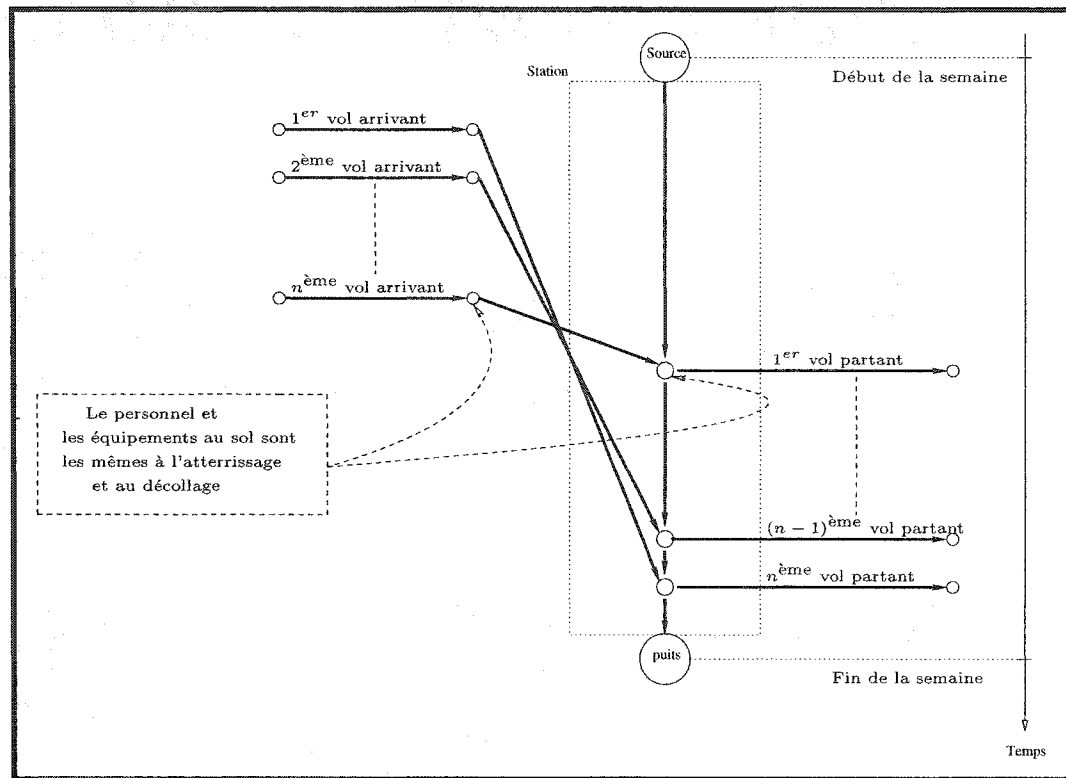 Source
Station
Début de la semaine
1er vol arrivant
2ème vol arrivant
nème vol arrivant
1er vol partant
Le personnel et
les équipements au sol sont
les mêmes à l'atterrissage
et au décollage
(n − 1)ème vol partant
nème vol partant
puits
Fin de la semaine
Temps